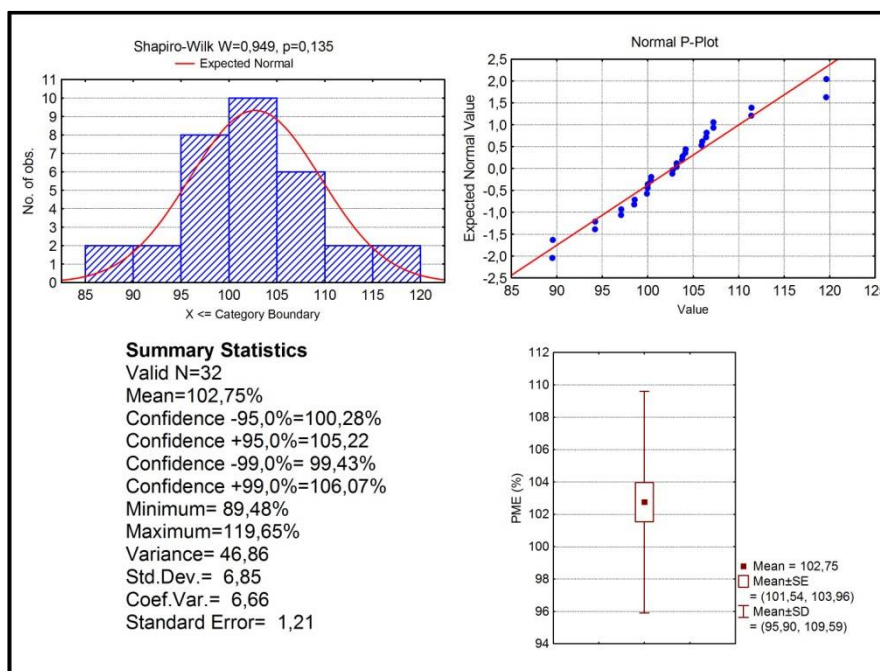 Shapiro-Wilk W=0,949, p=0,135
Expected Normal
11
10
9
8
7
6
5
4
3
2
1
0
No. of obs.
85 90 95 100 105 110 115 120
X <= Category Boundary
Normal P-Plot
2,5
2,0
1,5
1,0
0,5
0,0
-0,5
-1,0
-1,5
-2,0
-2,5
Expected Normal Value
85 90 95 100 105 110 115 120 125
Value
Summary Statistics
Valid N=32
Mean=102,75%
Confidence -95,0%=100,28%
Confidence +95,0%=105,22
Confidence -99,0%= 99,43%
Confidence +99,0%=106,07%
Minimum= 89,48%
Maximum=119,65%
Variance= 46,86
Std.Dev.= 6,85
Coef.Var.= 6,66
Standard Error= 1,21
112
110
108
106
104
102
100
98
96
94
PME (%)
Mean = 102,75
Mean±SE
= (101,54, 103,96)
Mean±SD
= (95,90, 109,59)